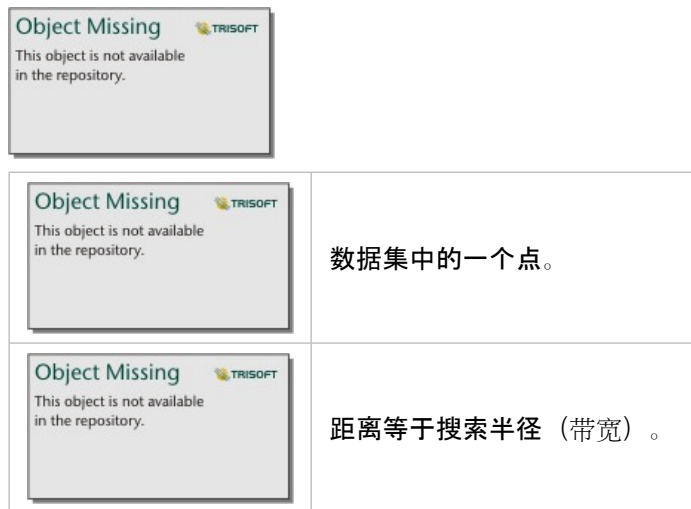 Object Missing TRISOFT
This object is not available
in the repository.
Object Missing TRISOFT
This object is not available
in the repository.
数据集中的一个点。
Object Missing TRISOFT
This object is not available
in the repository.
距离等于搜索半径（带宽）。